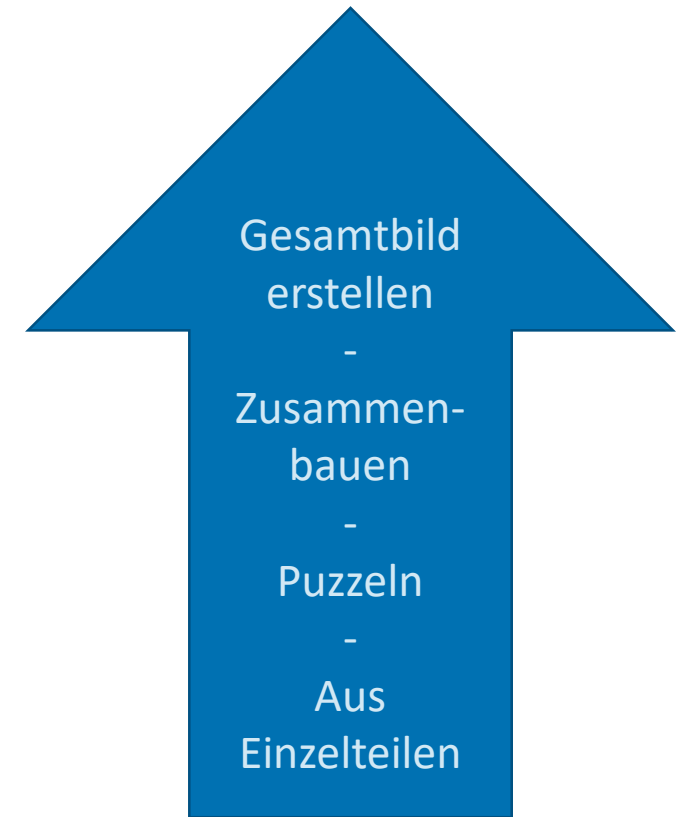 Gesamtbild
erstellen
-
Zusammen-
bauen
-
Puzzeln
-
Aus
Einzelteilen